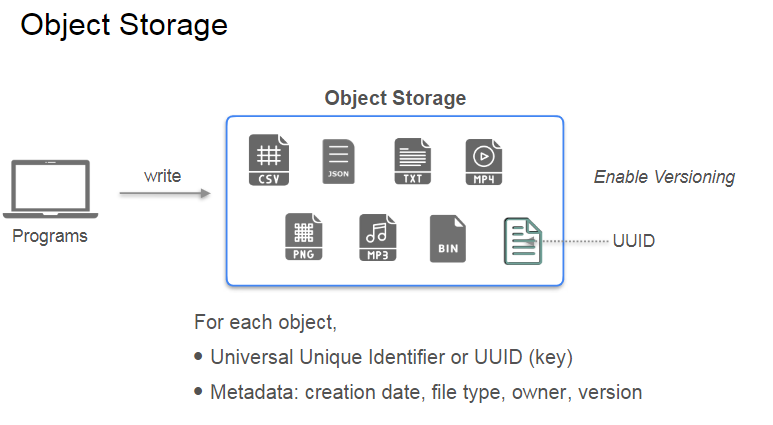 Object Storage
Object Storage
CSV
JSON
TXT
MP4
write
Enable Versioning
Programs
PNG
MP3
BIN
UUID
For each object,
• Universal Unique Identifier or UUID (key)
• Metadata: creation date, file type, owner, version